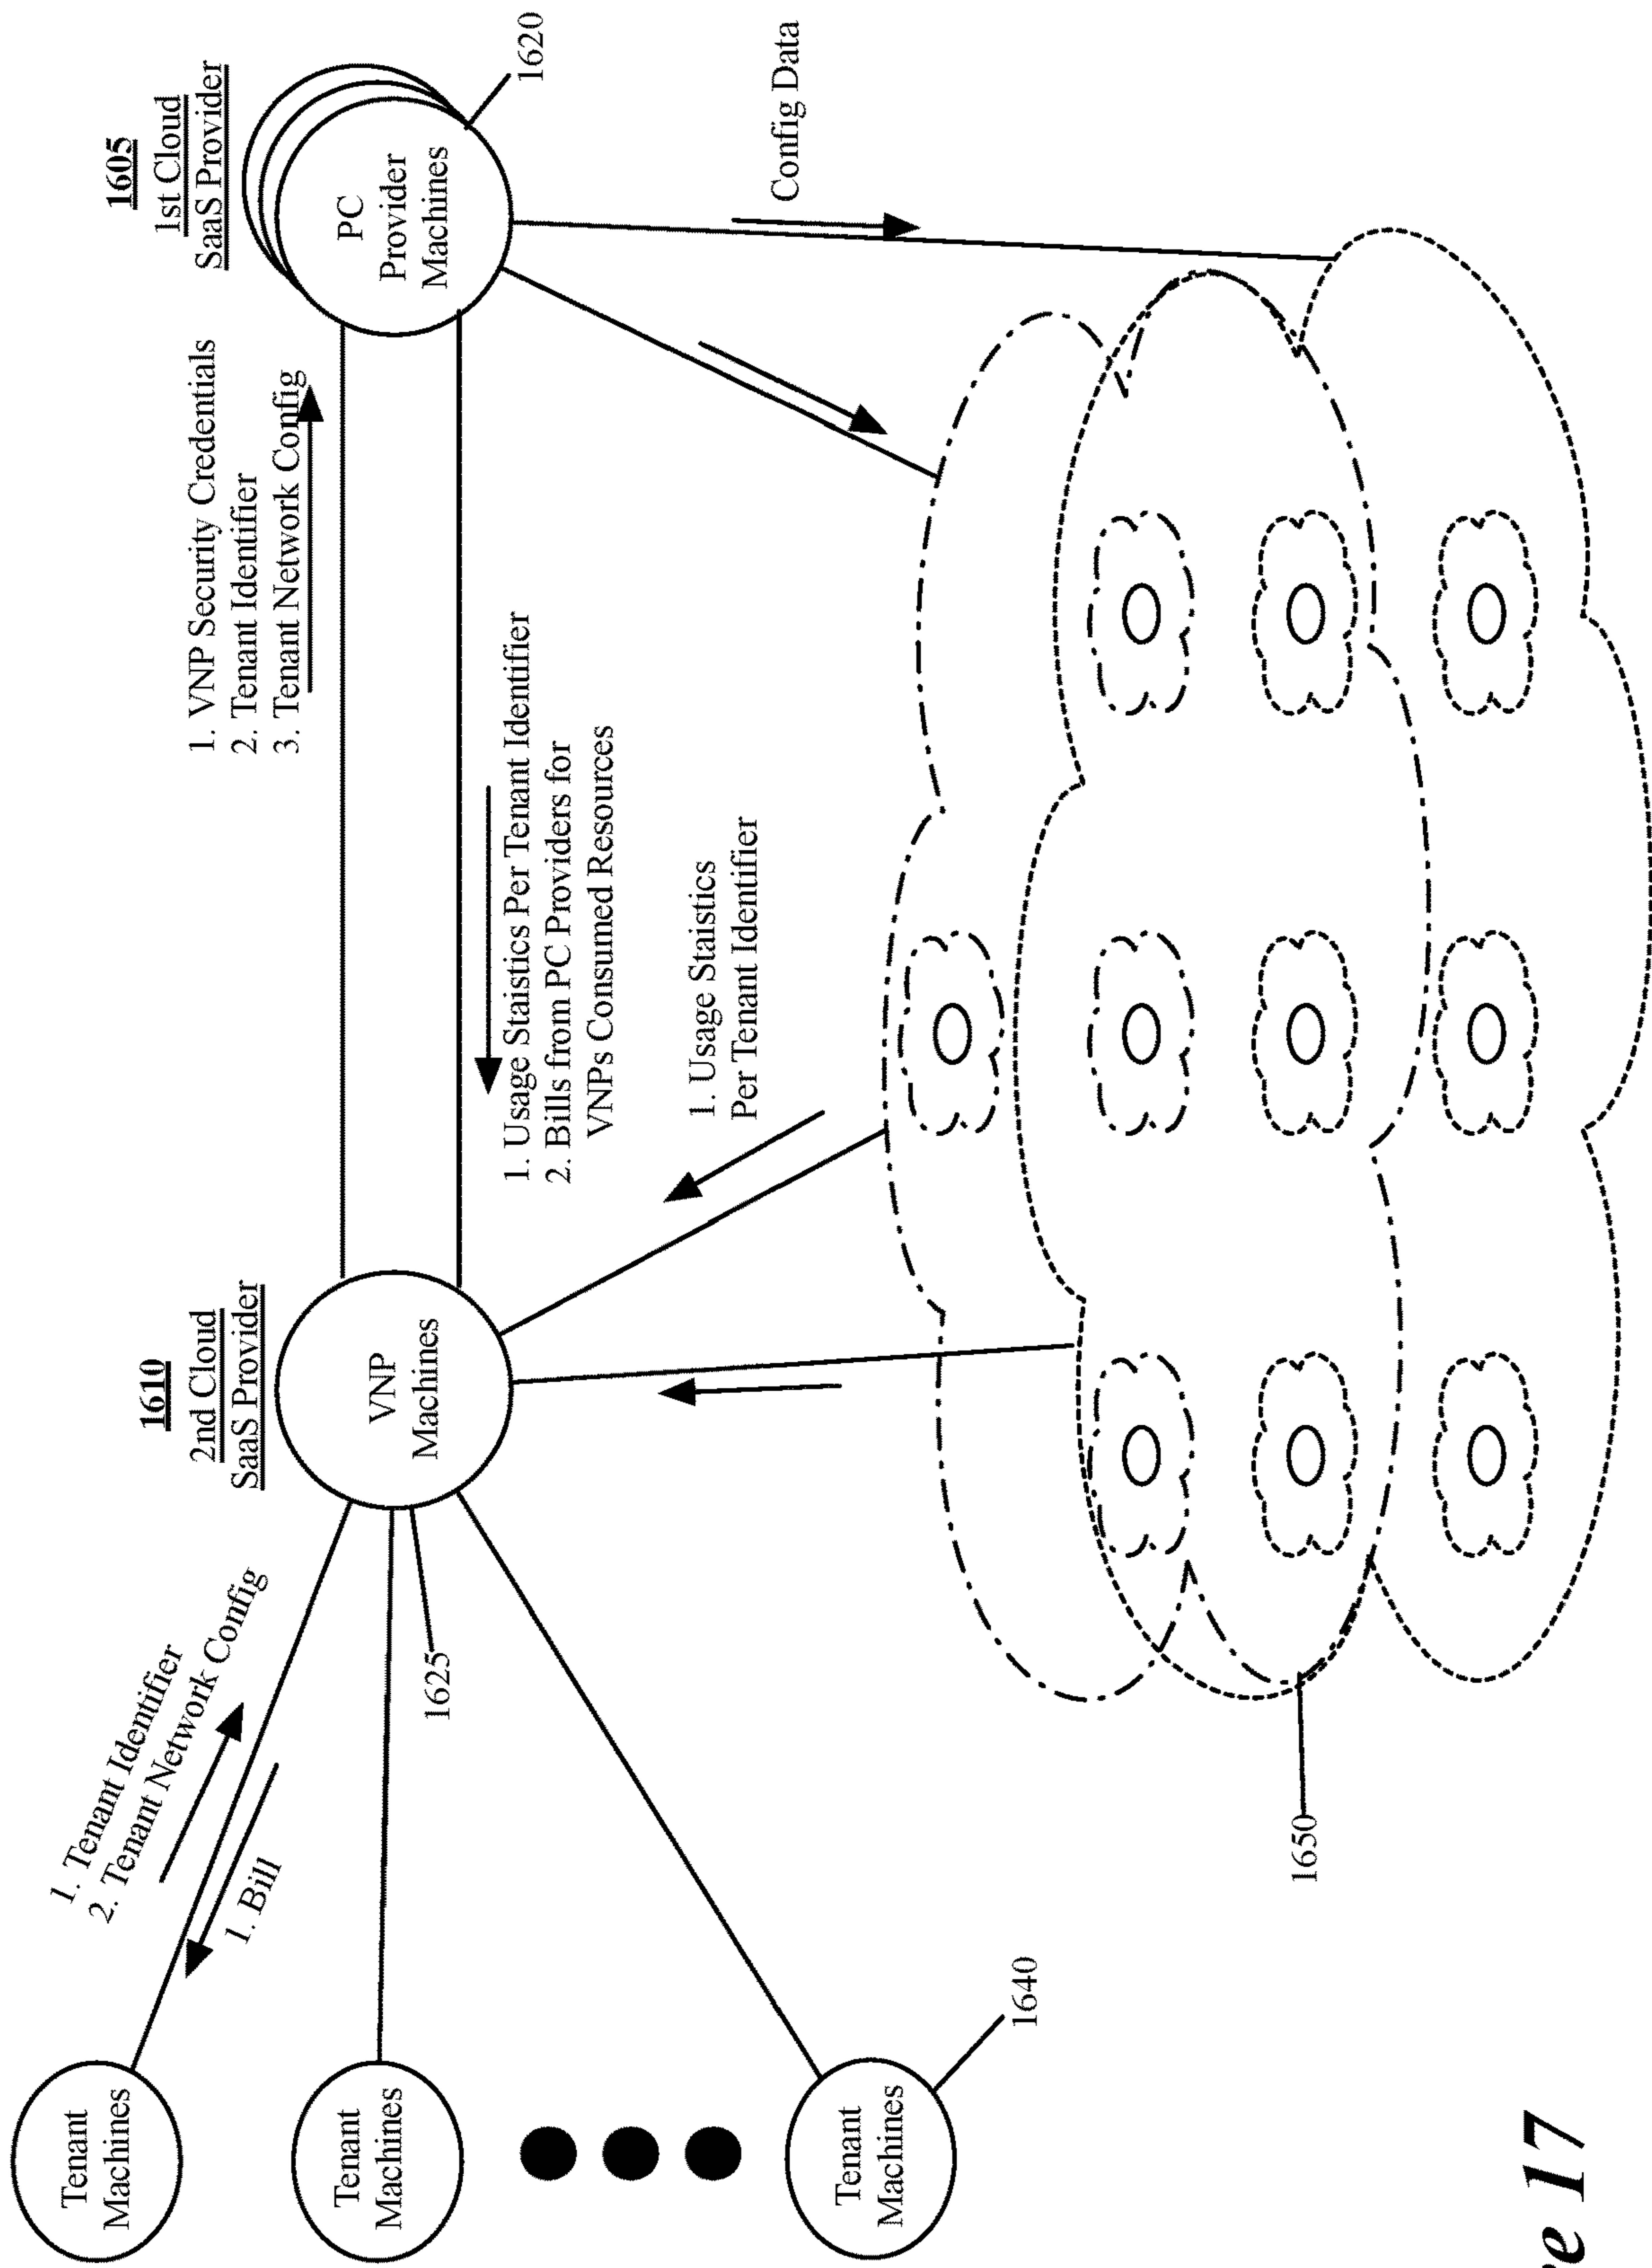 1605
1st Cloud
SaaS Provider
PC
Provider
Machines
1620
Config Data
1. VNP Security Credentials
2. Tenant Identifier
3. Tenant Network Config
1. Usage Staistics Per Tenant Identifier
2. Bills from PC Providers for
VNPs Consumed Resources
1. Usage Staistics
Per Tenant Identifier
1610
2nd Cloud
SaaS Provider
VNP
Machines
1625
1. Tenant Identifier
2. Tenant Network Config
1. Bill
Tenant
Machines
Tenant
Machines
Tenant
Machines
1640
1650
17